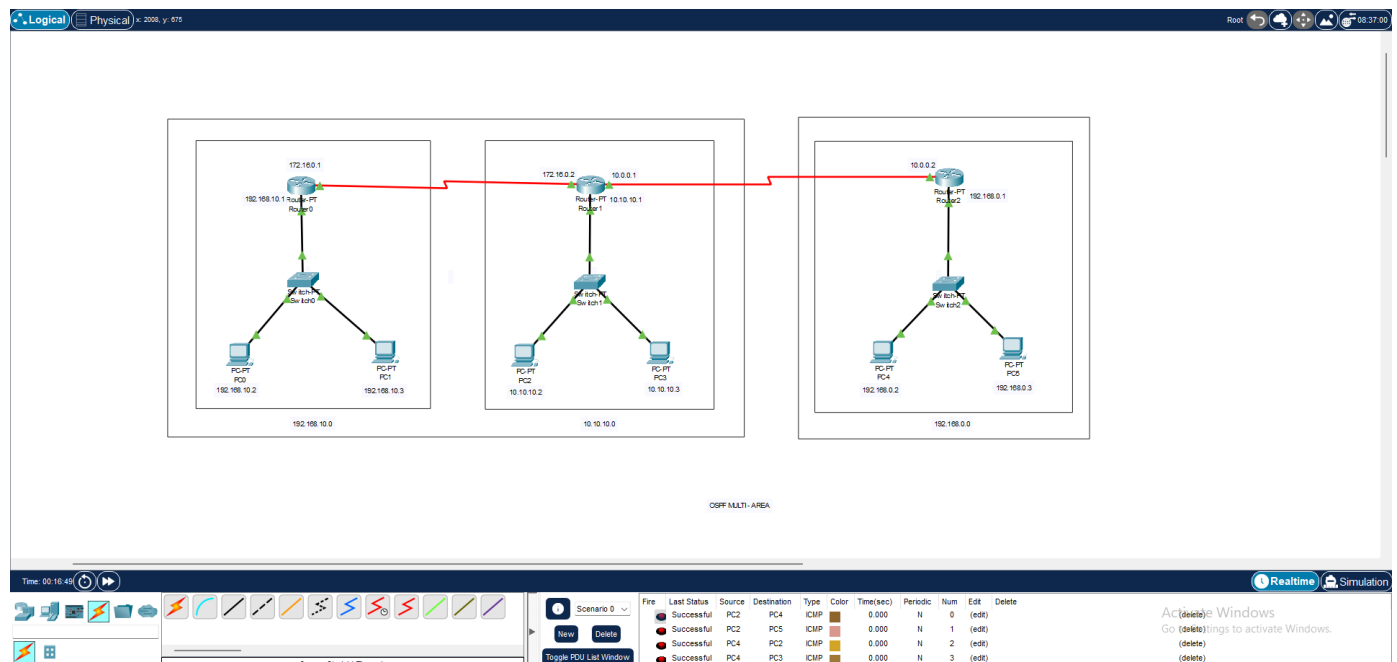 Logical Physical x: 2008, y: 675 Root 08:37:00
172.16.0.1
192.168.10.1 Router-PT
Router0
172.16.0.2 10.0.0.1
Router-PT 10.10.10.1
Router1
10.0.0.2
Router-PT 192.168.0.1
Router2
Switch-PT
Switch0
Switch-PT
Switch1
Switch-PT
Switch2
PC-PT
PC0
192.168.10.2
PC-PT
PC1
192.168.10.3
PC-PT
PC2
10.10.10.2
PC-PT
PC3
10.10.10.3
PC-PT
PC4
192.168.0.2
PC-PT
PC5
192.168.0.3
192.168.10.0
10.10.10.0
192.168.0.0
OSPF MULTI - AREA
Time: 00:16:49 Realtime Simulation
Scenario 0
New Delete
Toggle PDU List Window
Fire Last Status Source Destination Type Color Time(sec) Periodic Num Edit Delete
Successful PC2 PC4 ICMP 0.000 N 0 (edit) (delete)
Successful PC2 PC5 ICMP 0.000 N 1 (edit) (delete)
Successful PC4 PC2 ICMP 0.000 N 2 (edit) (delete)
Successful PC4 PC3 ICMP 0.000 N 3 (edit) (delete)
Activate Windows
Go to Settings to activate Windows.